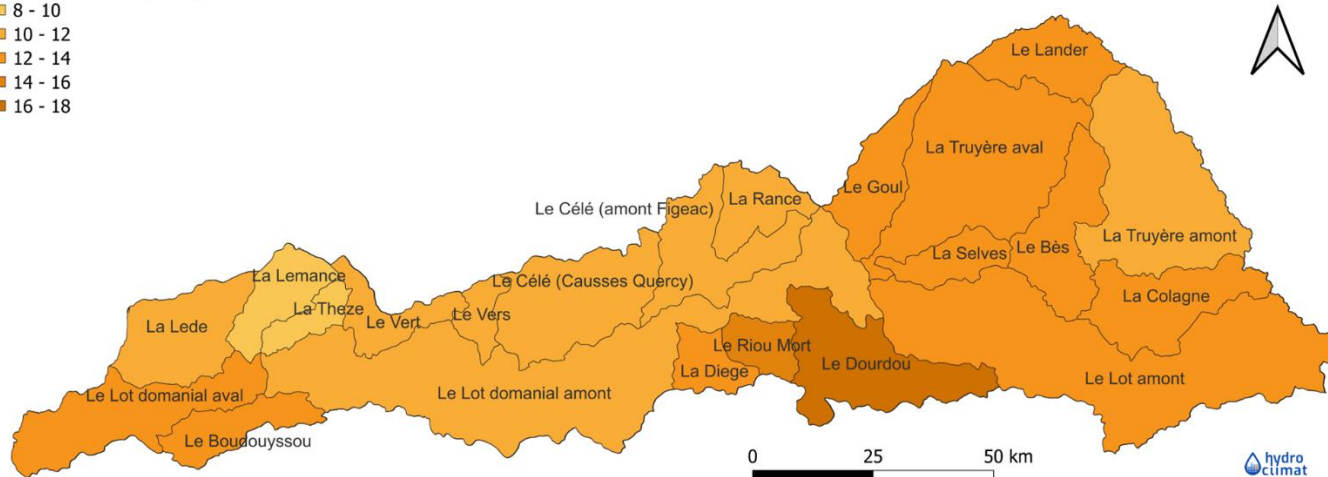 8 - 10
10 - 12
12 - 14
14 - 16
16 - 18
Le Lander
La Truyère aval
Le Goul
La Rance
Le Célé (amont Figeac)
La Truyère amont
La Selves
Le Bès
La Lemance
Le Célé (Causses Quercy)
La Colagne
La Theze
Le Vert
Le Vers
La Lede
Le Riou Mort
Le Dourdou
La Diege
Le Lot amont
Le Lot domanial aval
Le Lot domanial amont
Le Boudouyssou
0 25 50 km
hydro
climat